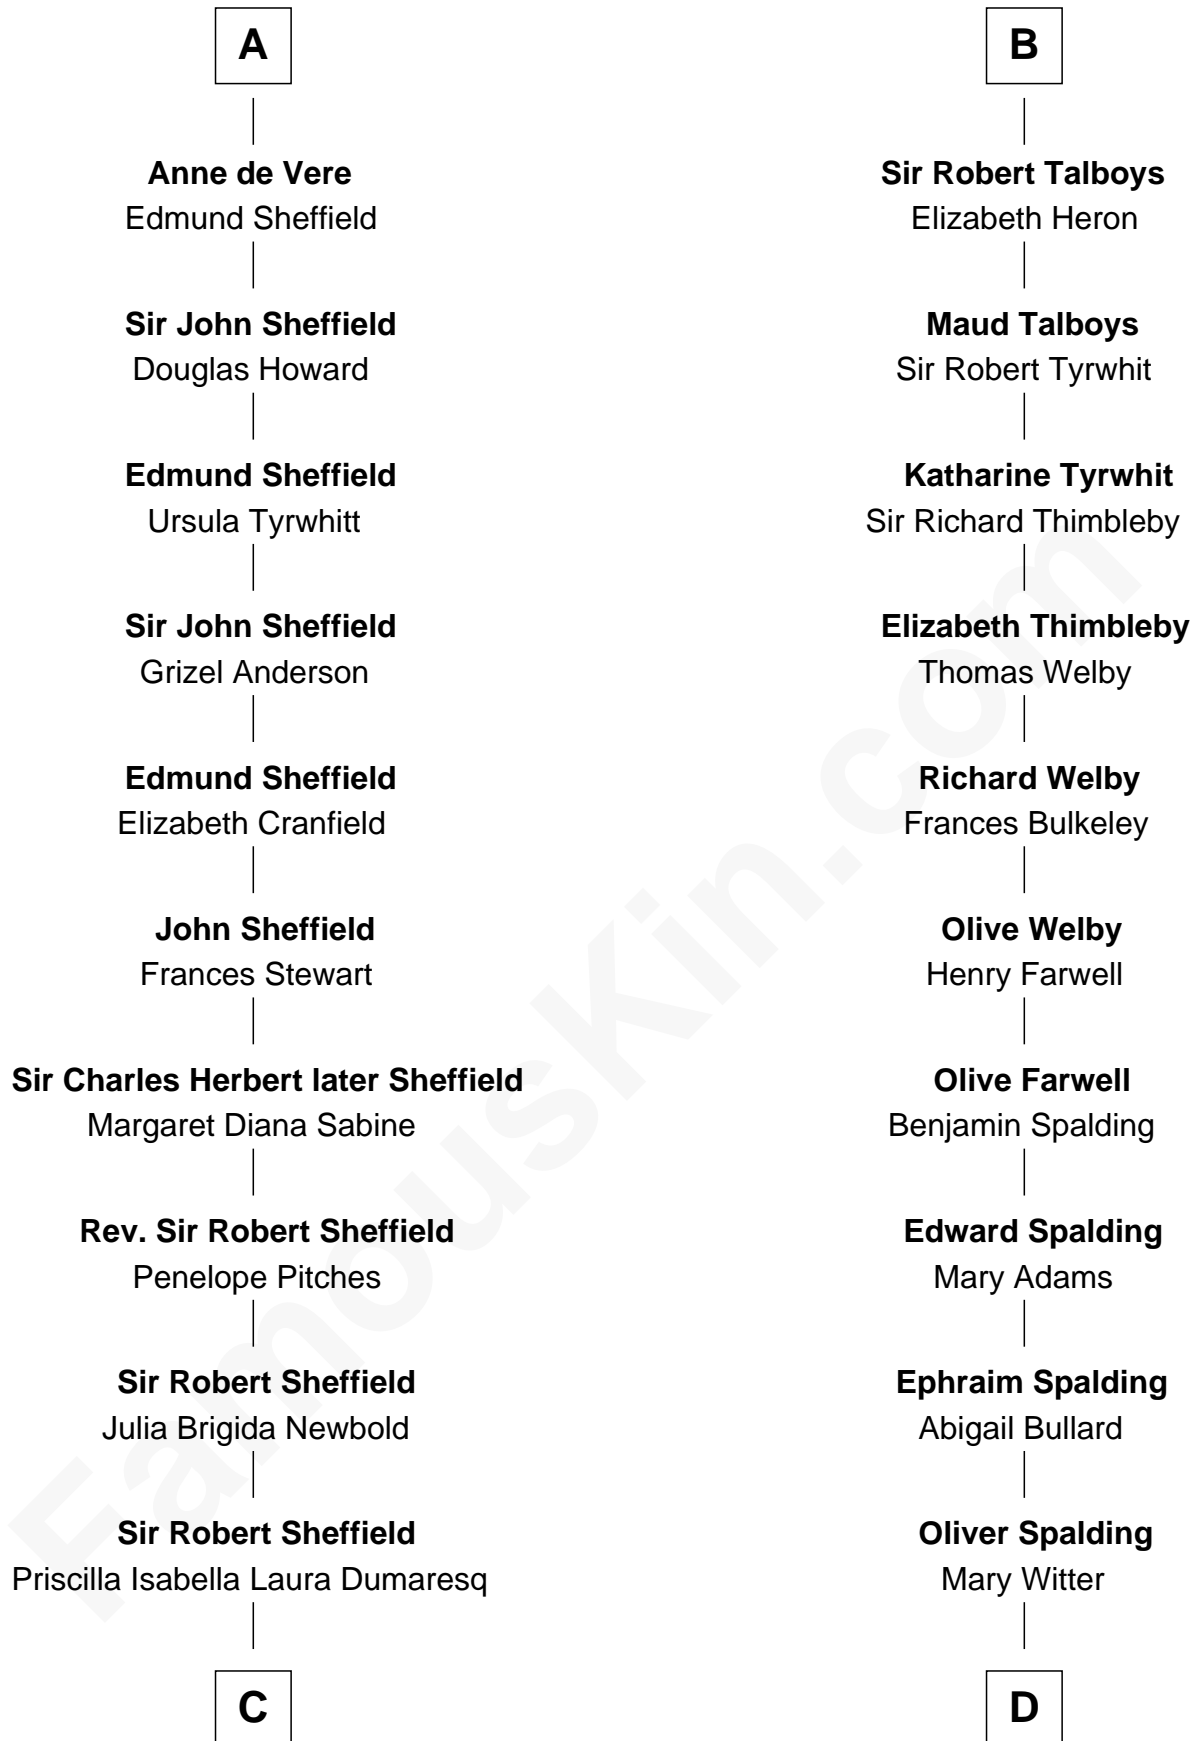 A
Anne de Vere
Edmund Sheffield
Sir John Sheffield
Douglas Howard
Edmund Sheffield
Ursula Tyrwhitt
Sir John Sheffield
Grizel Anderson
Edmund Sheffield
Elizabeth Cranfield
John Sheffield
Frances Stewart
Sir Charles Herbert later Sheffield
Margaret Diana Sabine
Rev. Sir Robert Sheffield
Penelope Pitches
Sir Robert Sheffield
Julia Brigida Newbold
Sir Robert Sheffield
Priscilla Isabella Laura Dumaresq
C
B
Sir Robert Talboys
Elizabeth Heron
Maud Talboys
Sir Robert Tyrwhit
Katharine Tyrwhit
Sir Richard Thimbleby
Elizabeth Thimbleby
Thomas Welby
Richard Welby
Frances Bulkeley
Olive Welby
Henry Farwell
Olive Farwell
Benjamin Spalding
Edward Spalding
Mary Adams
Ephraim Spalding
Abigail Bullard
Oliver Spalding
Mary Witter
D
FamousKin.com